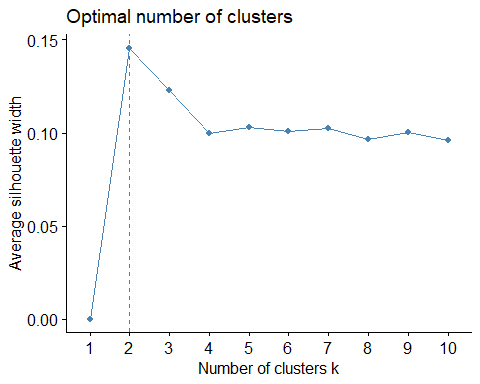 Optimal number of clusters
Average silhouette width
0.15
0.10
0.05
0.00
1 2 3 4 5 6 7 8 9 10
Number of clusters k